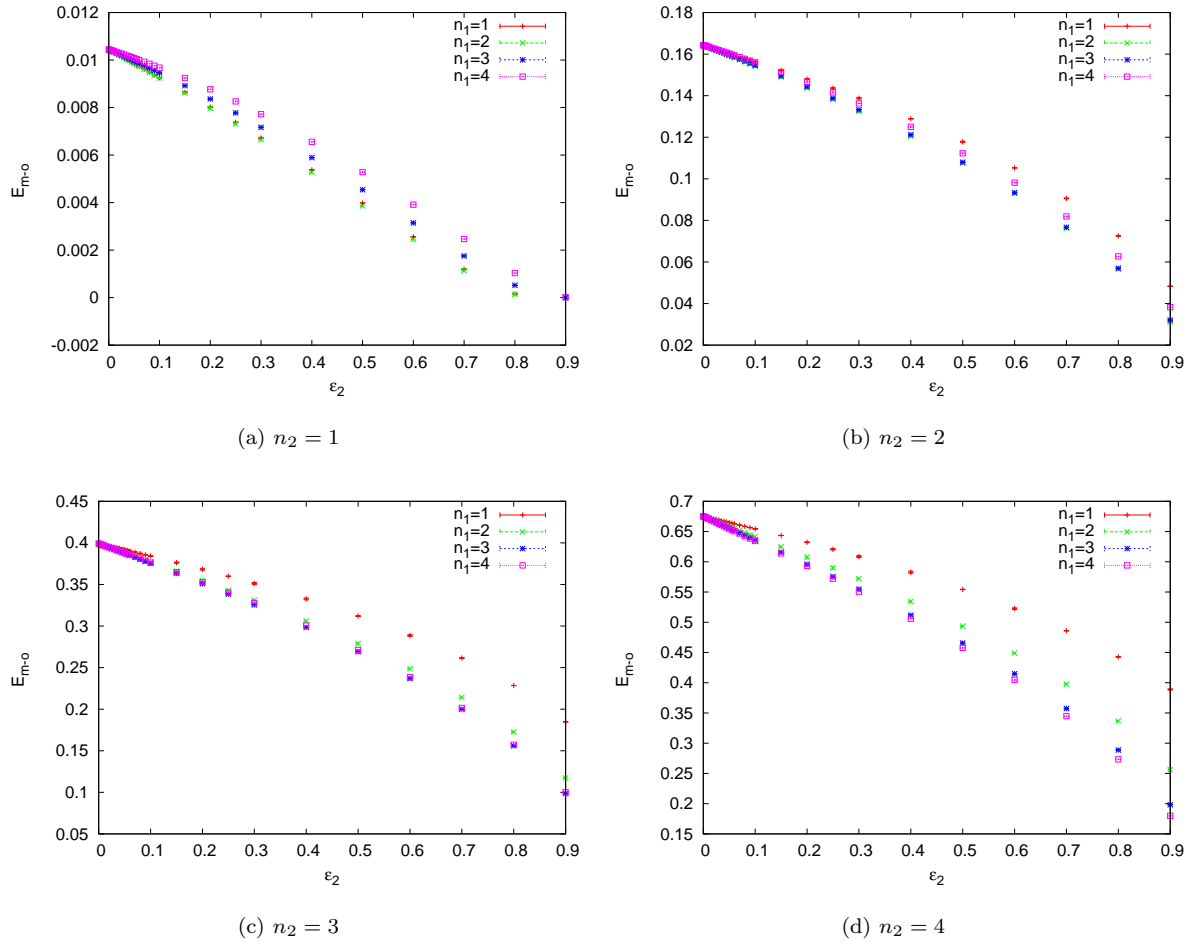 0.012
0.01
0.008
0.006
0.004
0.002
0
-0.002
E_{m-o}
0 0.1 0.2 0.3 0.4 0.5 0.6 0.7 0.8 0.9
ε_2
n_1=1
n_1=2
n_1=3
n_1=4
(a) n_2 = 1
0.18
0.16
0.14
0.12
0.1
0.08
0.06
0.04
0.02
E_{m-o}
0 0.1 0.2 0.3 0.4 0.5 0.6 0.7 0.8 0.9
ε_2
n_1=1
n_1=2
n_1=3
n_1=4
(b) n_2 = 2
0.45
0.4
0.35
0.3
0.25
0.2
0.15
0.1
0.05
E_{m-o}
0 0.1 0.2 0.3 0.4 0.5 0.6 0.7 0.8 0.9
ε_2
n_1=1
n_1=2
n_1=3
n_1=4
(c) n_2 = 3
0.7
0.65
0.6
0.55
0.5
0.45
0.4
0.35
0.3
0.25
0.2
0.15
E_{m-o}
0 0.1 0.2 0.3 0.4 0.5 0.6 0.7 0.8 0.9
ε_2
n_1=1
n_1=2
n_1=3
n_1=4
(d) n_2 = 4